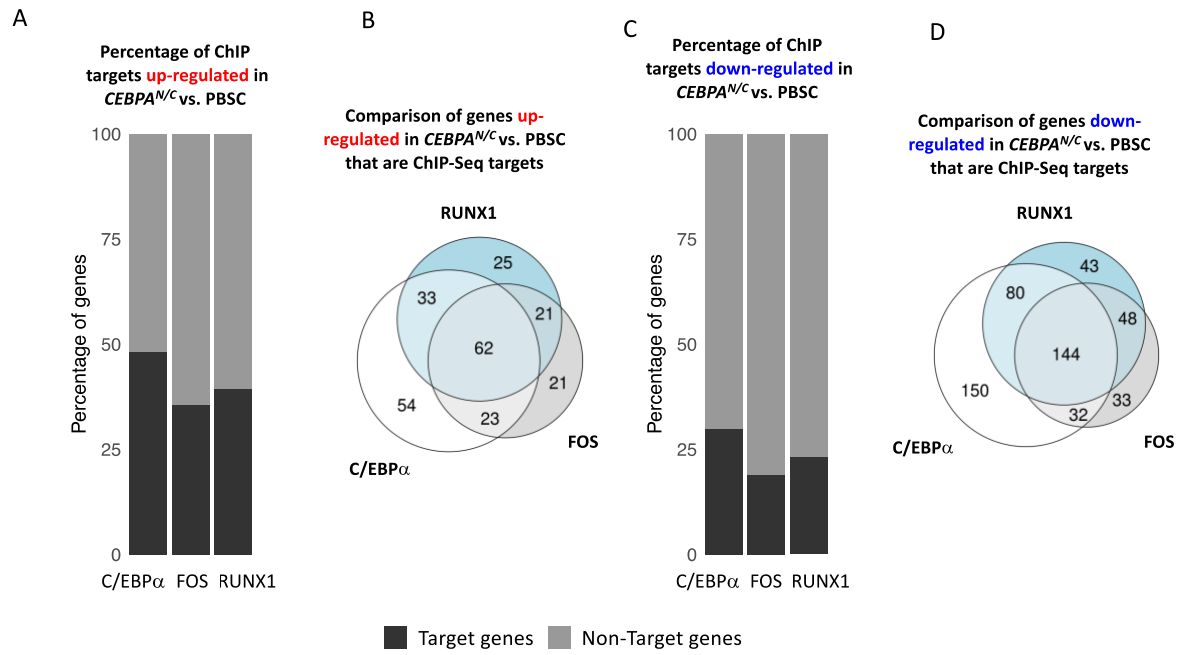 A
Percentage of ChIP
targets up-regulated in
CEBPA^N/C vs. PBSC
100
75
50
25
0
Percentage of genes
C/EBPα FOS RUNX1
B
Comparison of genes up-
regulated in CEBPA^N/C vs. PBSC
that are ChIP-Seq targets
RUNX1
25
33
21
62
21
54
23
FOS
C/EBPα
C
Percentage of ChIP
targets down-regulated in
CEBPA^N/C vs. PBSC
100
75
50
25
0
Percentage of genes
C/EBPα FOS RUNX1
D
Comparison of genes down-
regulated in CEBPA^N/C vs. PBSC
that are ChIP-Seq targets
RUNX1
43
80
48
144
150
33
32
FOS
C/EBPα
Target genes Non-Target genes